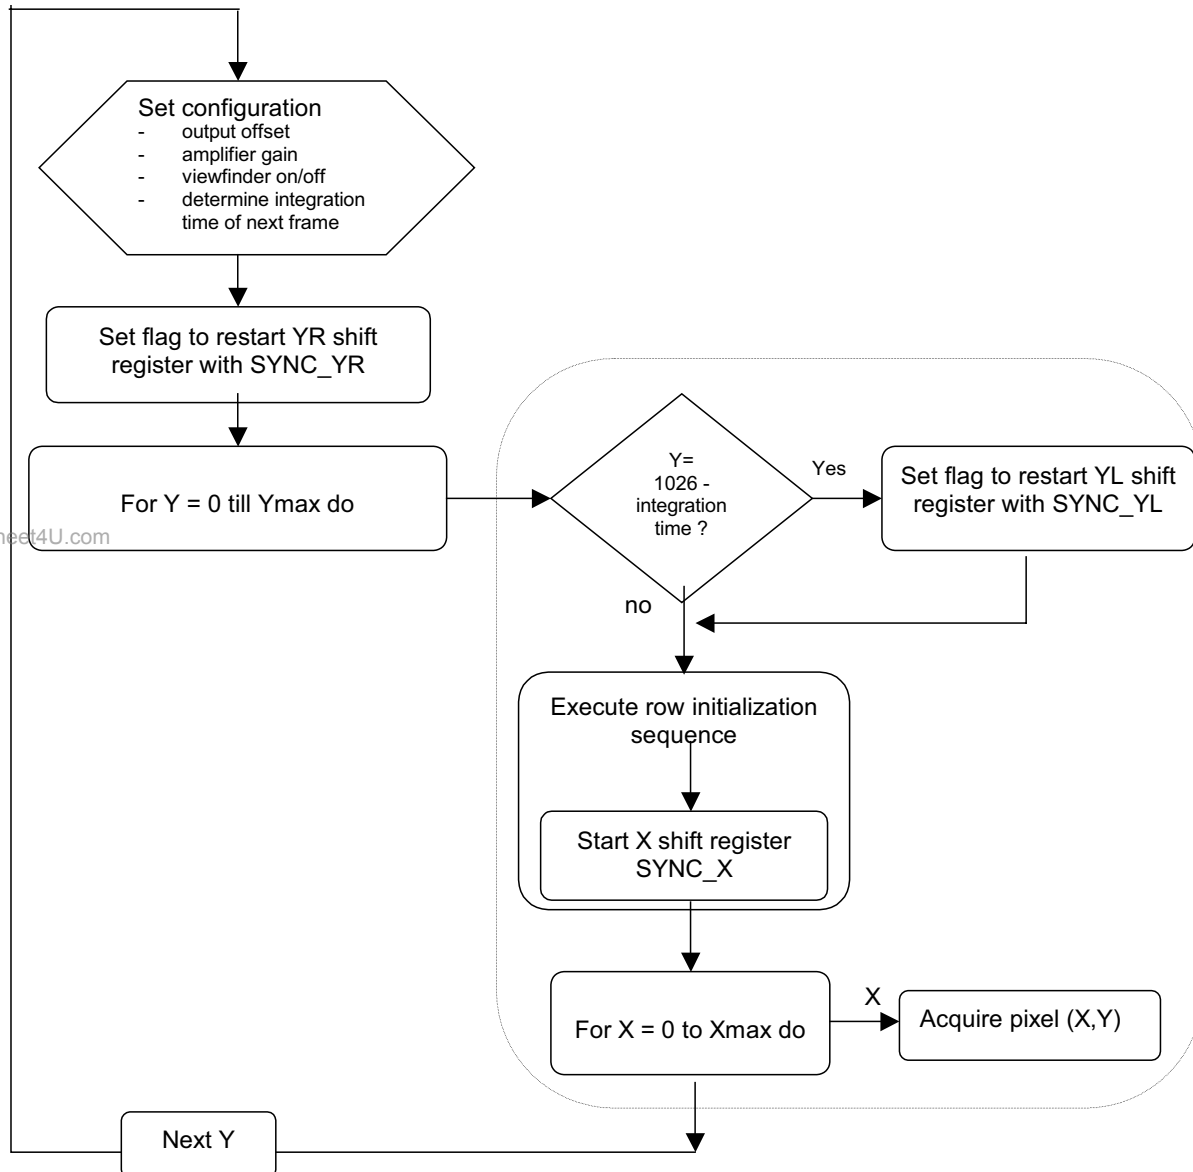 Set configuration
- output offset
- amplifier gain
- viewfinder on/off
- determine integration
time of next frame
Set flag to restart YR shift
register with SYNC_YR
For Y = 0 till Ymax do
Y=
1026 -
integration
time ?
Yes
Set flag to restart YL shift
register with SYNC_YL
no
Execute row initialization
sequence
Start X shift register
SYNC_X
For X = 0 to Xmax do
X
Acquire pixel (X,Y)
Next Y
heet4U.com